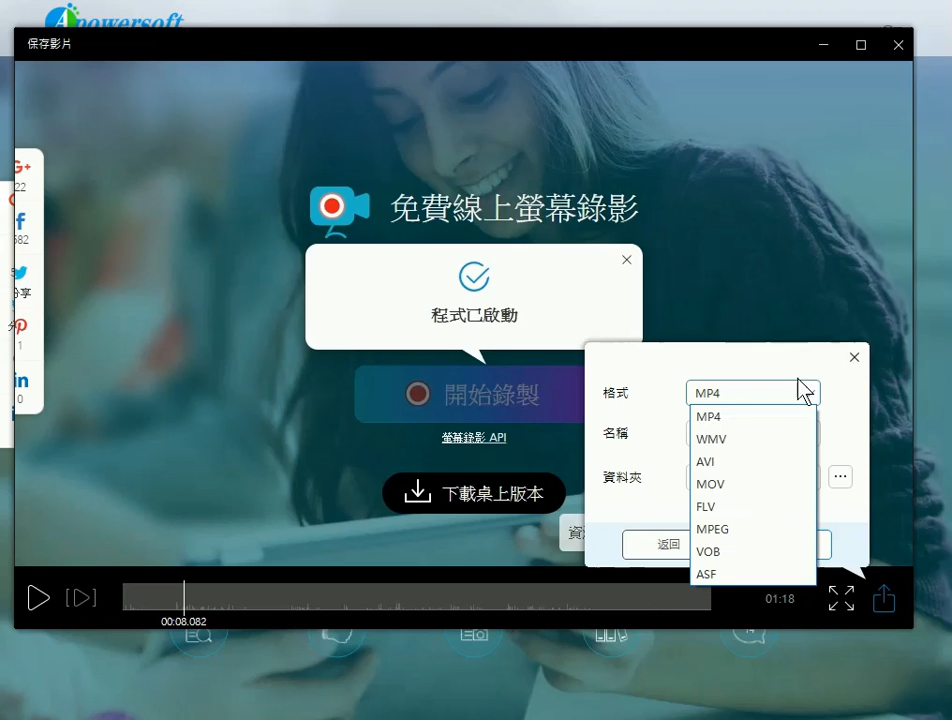 Apowersoft
保存影片
G+
22
582
分享
1
in
0
免費線上螢幕錄影
程式已啟動
開始錄製
螢幕錄影 API
下載桌上版本
格式
MP4
MP4
WMV
AVI
MOV
FLV
MPEG
VOB
ASF
名稱
資料夾
...
返回
00:08.082
01:18